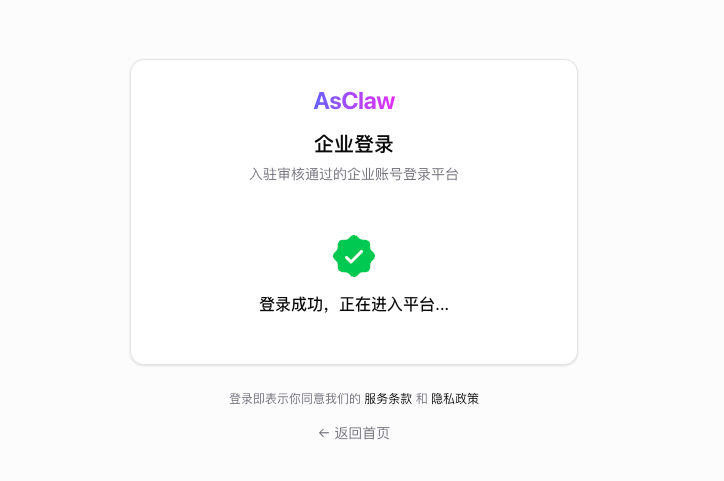 AsClaw
企业登录
入驻审核通过的企业账号登录平台
登录成功，正在进入平台...
登录即表示你同意我们的 服务条款 和 隐私政策
← 返回首页